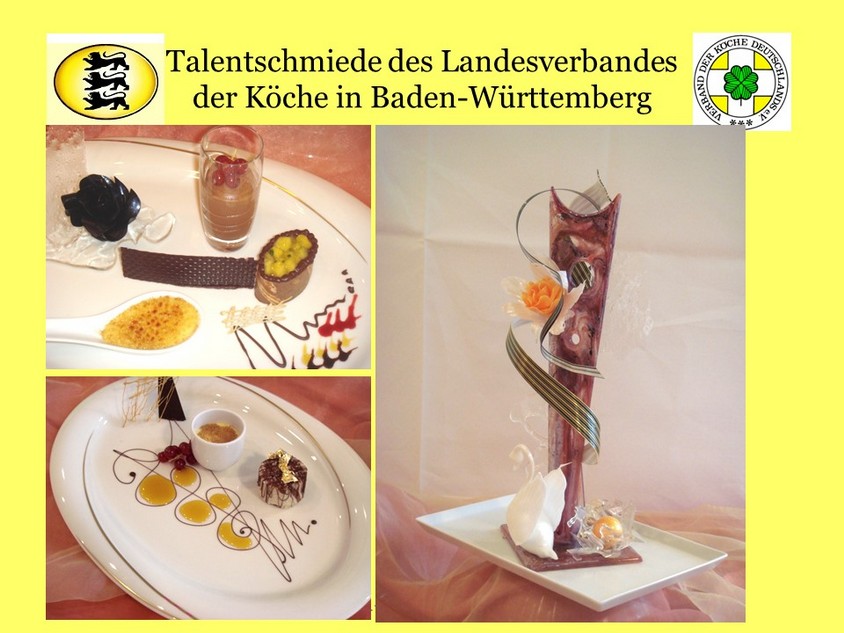 Talentschmiede des Landesverbandes
der Köche in Baden-Württemberg
VERBAND DER KÖCHE DEUTSCHLANDS e.V.